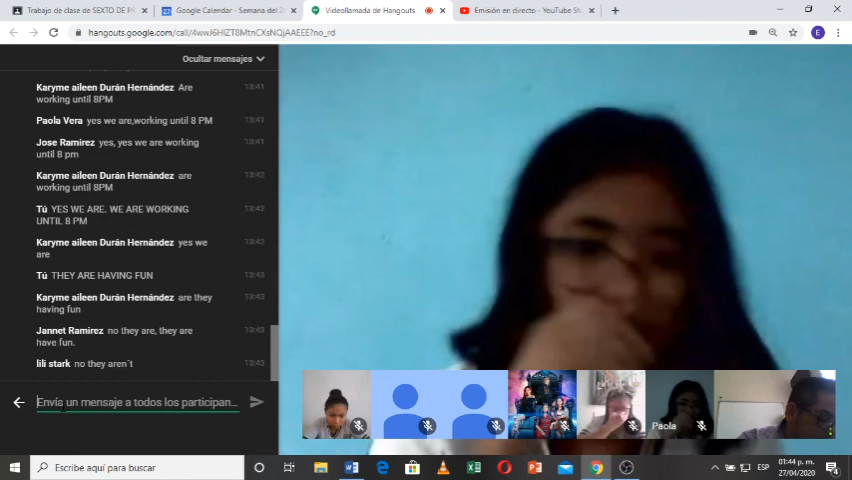 Trabajo de clase de SEXTO DE PR
Google Calendar - Semana del 2
Videollamada de Hangouts
Emisión en directo - YouTube St
hangouts.google.com/call/4wwJ6HlZT8MtnCXsNQjAAEEE?no_rd
E
Ocultar mensajes
Karyme aileen Durán Hernández Are 13:41
working until 8PM
Paola Vera yes we are,working until 8 PM 13:41
Jose Ramirez yes, yes we are working 13:41
until 8 pm
Karyme aileen Durán Hernández are 13:42
working until 8PM
Tú YES WE ARE. WE ARE WORKING 13:42
UNTIL 8 PM
Karyme aileen Durán Hernández yes we 13:42
are
Tú THEY ARE HAVING FUN 13:43
Karyme aileen Durán Hernández are they 13:43
having fun
Jannet Ramirez no they are, they are 13:43
have fun.
lili stark no they aren´t 13:43
Envía un mensaje a todos los participan...
Paola
Escribe aquí para buscar
ESP
01:44 p. m.
27/04/2020
4